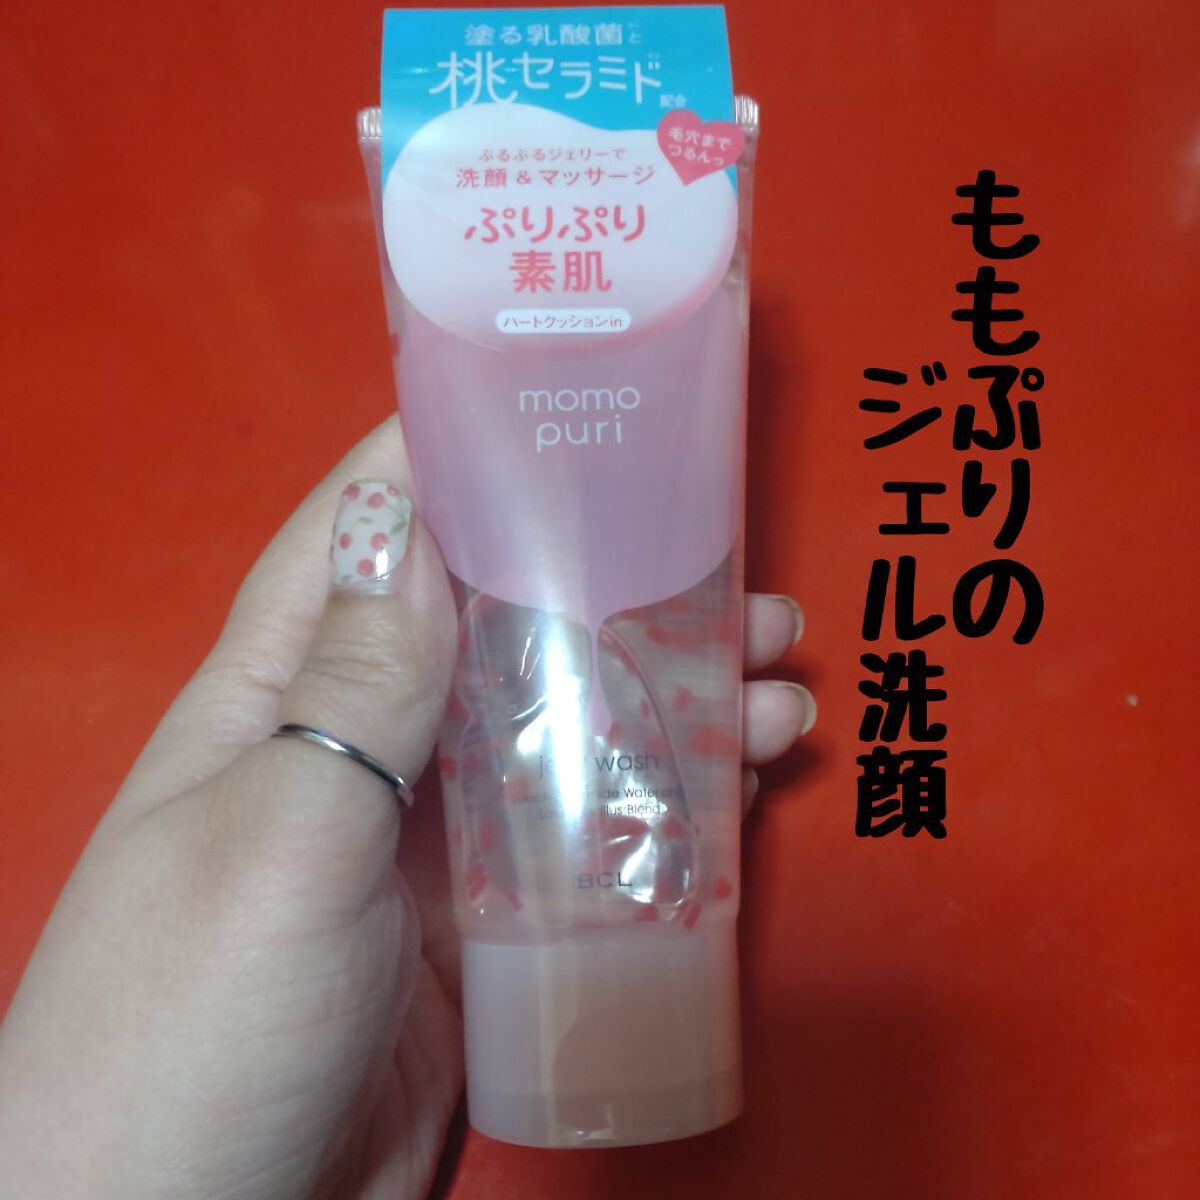 塗る乳酸菌と
桃セラミド
配合
毛穴まで
つるんっ
ぷるぷるジェリーで
洗顔&マッサージ
ぷりぷり
素肌
ハートクッションin
momo
puri
wash
Water
Blend
BCL
ももぷりの
ジェル洗顔